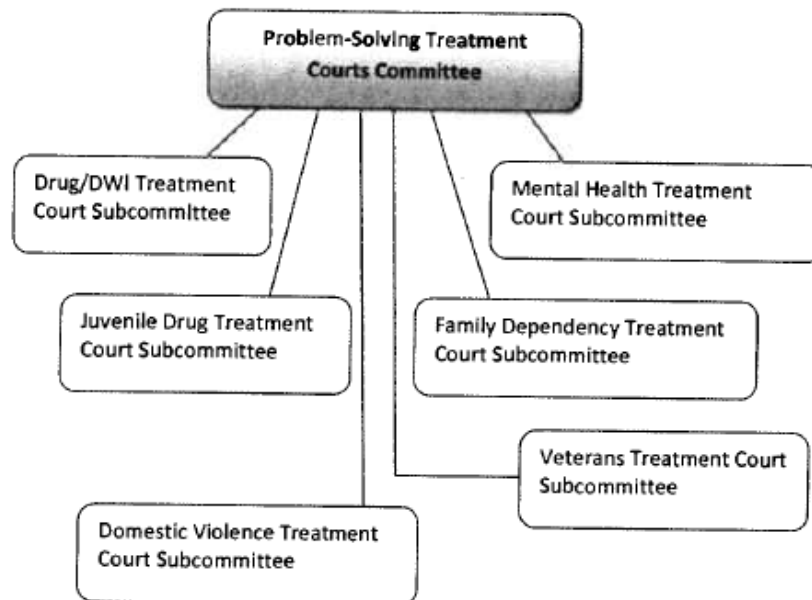 Problem-Solving Treatment
Courts Committee
Drug/DWI Treatment
Court Subcommittee
Mental Health Treatment
Court Subcommittee
Juvenile Drug Treatment
Court Subcommittee
Family Dependency Treatment
Court Subcommittee
Veterans Treatment Court
Subcommittee
Domestic Violence Treatment
Court Subcommittee